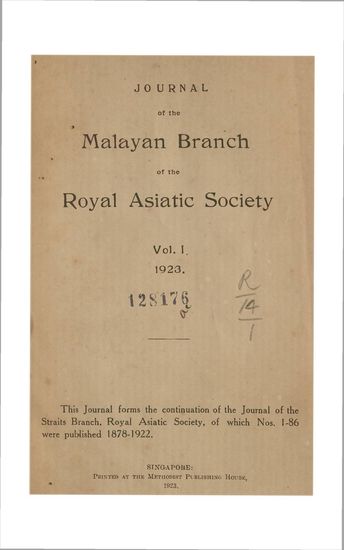 JOURNAL
of the
Malayan Branch
of the
Royal Asiatic Society
Vol. I.
1923.
128176
R
14
1
This Journal forms the continuation of the Journal of the
Straits Branch, Royal Asiatic Society, of which Nos. 1-86
were published 1878-1922.
SINGAPORE:
PRINTED AT THE METHODIST PUBLISHING HOUSE,
1923.